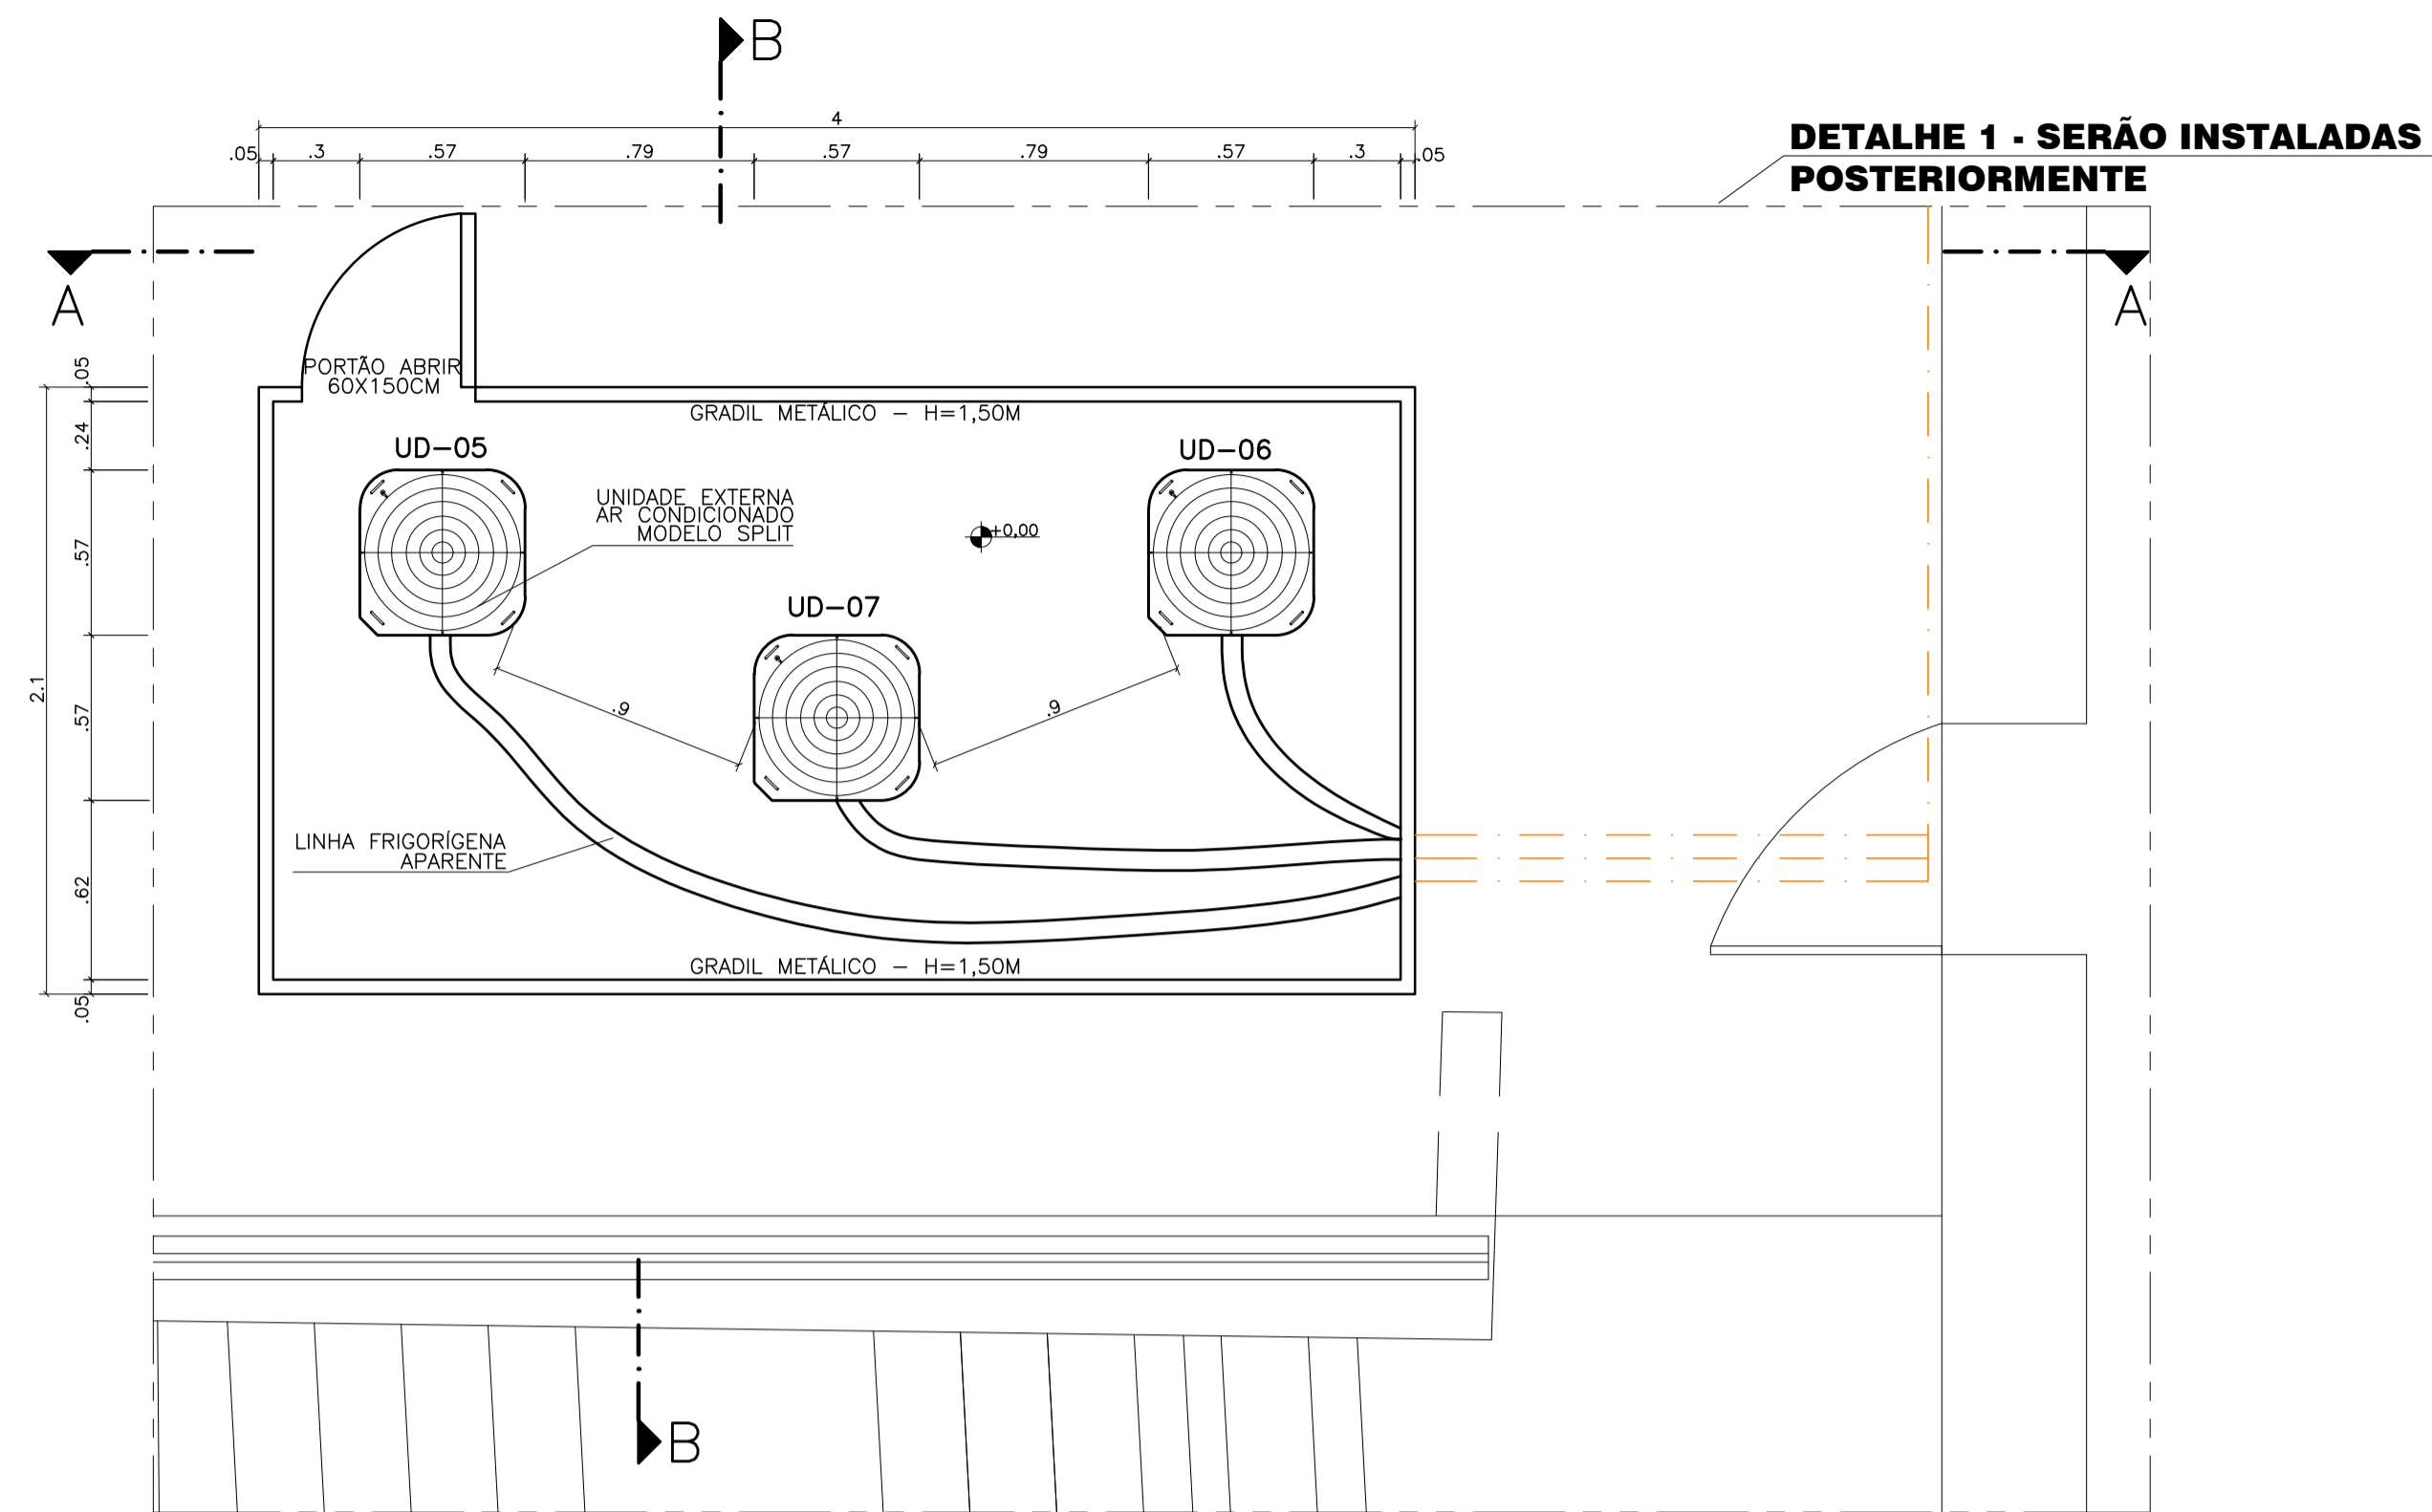 B
4
.05 .3 .57 .79 .57 .79 .57 .3 .05
DETALHE 1 - SERÃO INSTALADAS
POSTERIORMENTE
A
A
PORTÃO ABRIR
60X150CM
GRADIL METÁLICO - H=1,50M
UD-05
UD-06
UNIDADE EXTERNA
AR CONDICIONADO
MODELO SPLIT
+0,00
UD-07
.9
.9
LINHA FRIGORÍGENA
APARENTE
GRADIL METÁLICO - H=1,50M
2.1
.05
.24
.57
.57
.62
.05
B